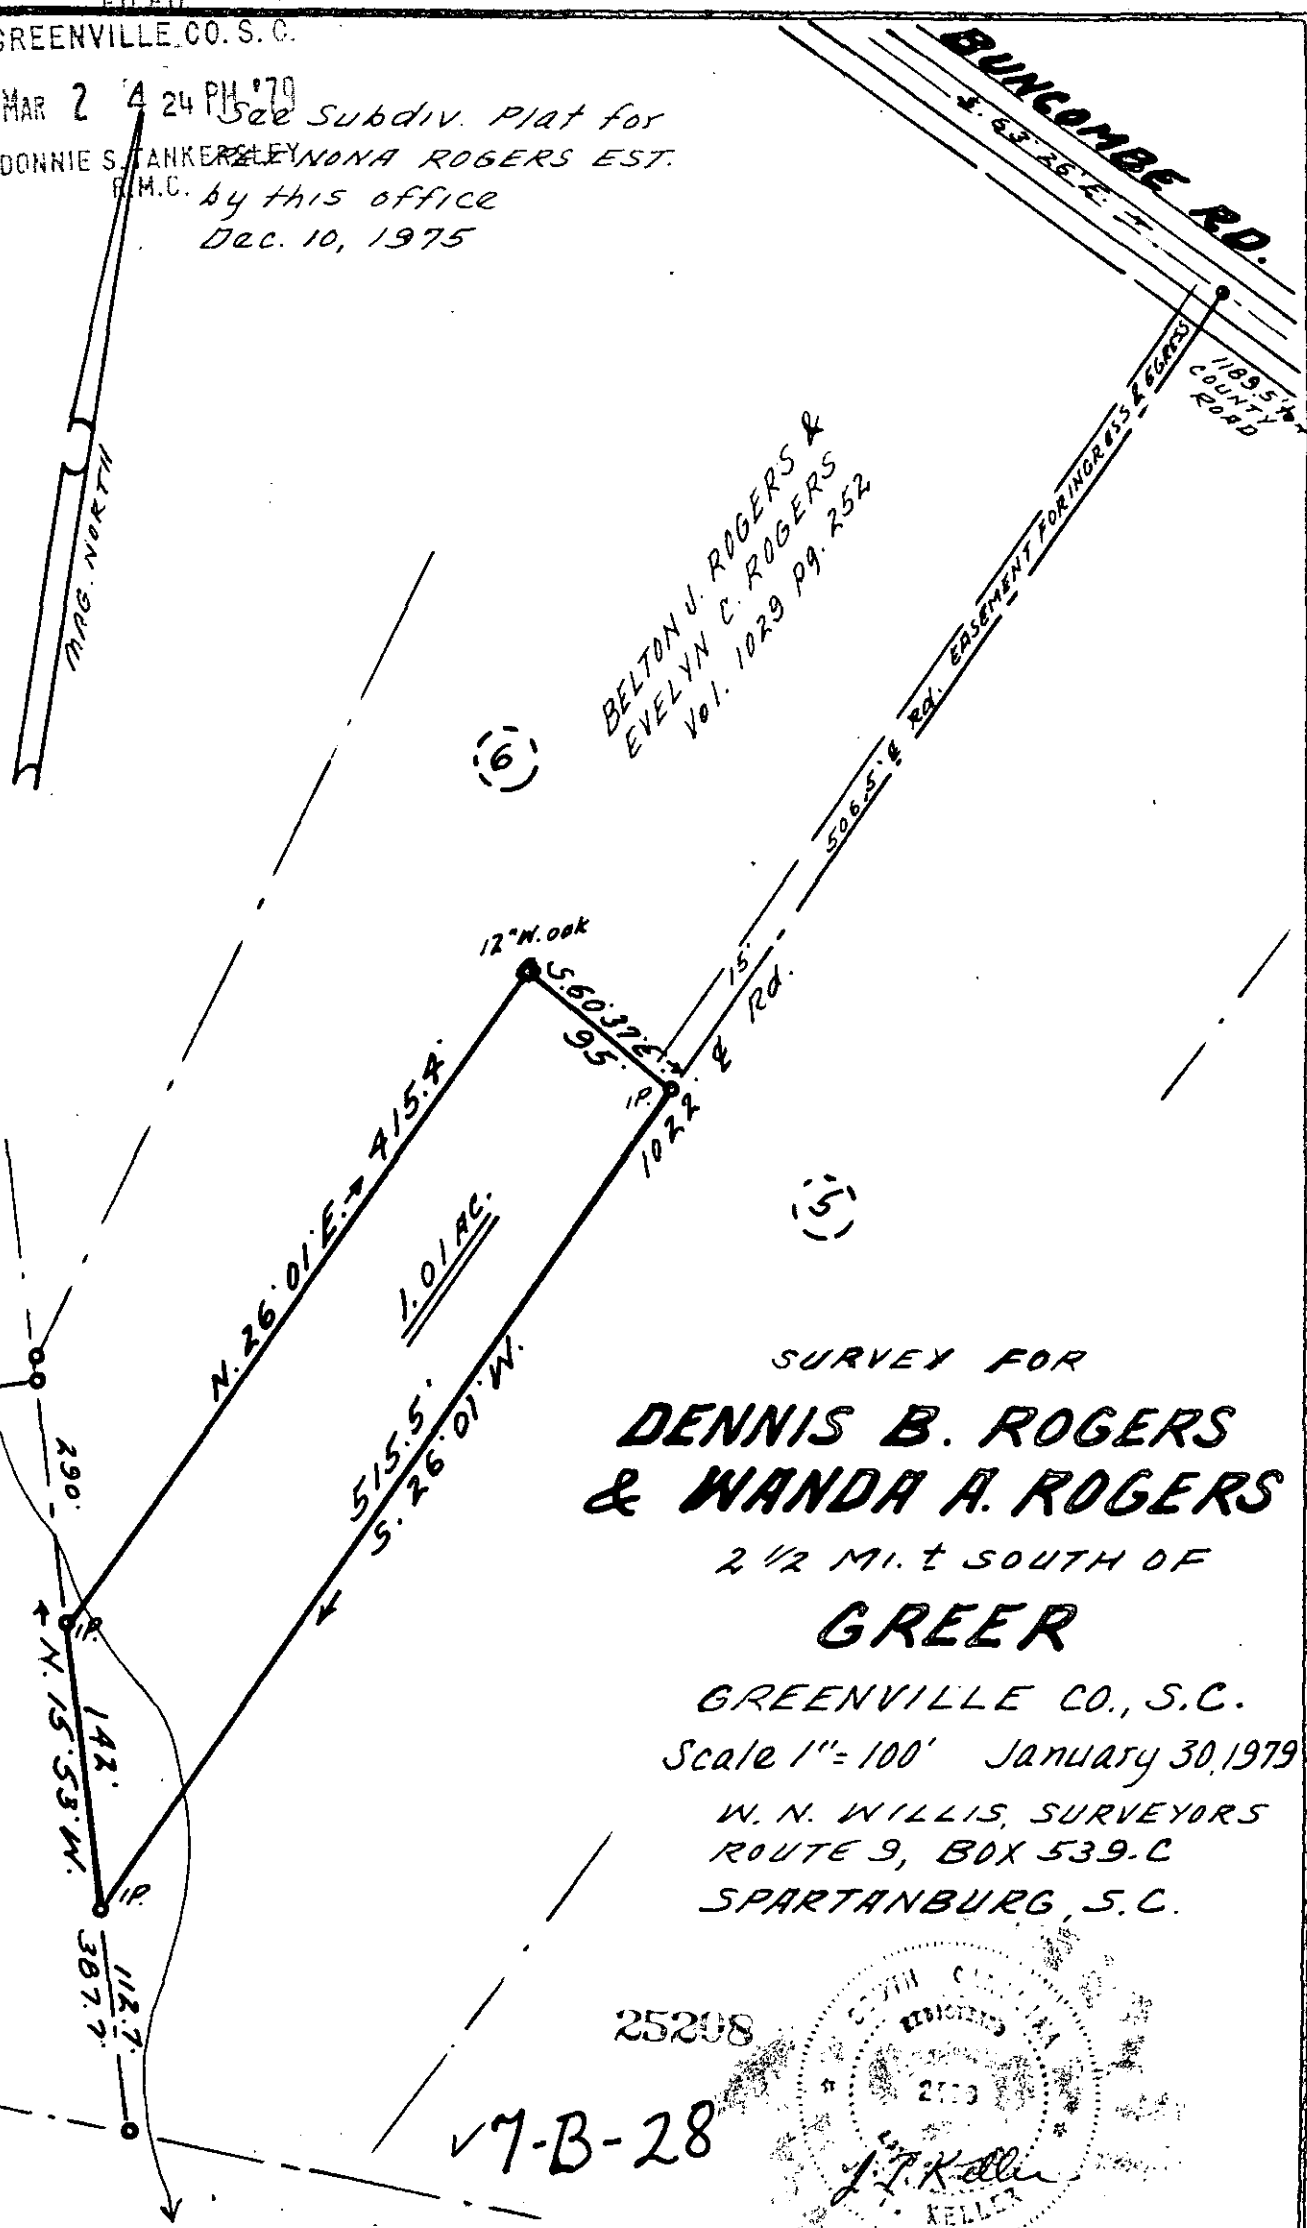 GREENVILLE CO. S. C.
MAR 2 4 24 PM '79
DONNIE S. TANKERSLEY
R.M.C.
See Subdiv. Plat for
NONA ROGERS EST.
by this office
Dec. 10, 1975
MAG. NORTH
BUNCOMBE RD.
1189.5' to
COUNTY
ROAD
BELTON J. ROGERS &
EVELYN C. ROGERS
Vol. 1029 Pg. 252
506.5' ℄ Rd. EASEMENT FOR INGRESS & EGRESS
15'
6
12" W. oak
S. 60°37' E.
95'
I.P.
1022' ℄ Rd.
N. 26°01' E. → 415.4'
1.01 AC.
515.5'
S. 26°01' W.
5
290'
I.P.
N. 15°53' W.
142'
I.P.
112.7'
387.7'
SURVEY FOR
DENNIS B. ROGERS
& WANDA A. ROGERS
2 1/2 Mi. ± SOUTH OF
GREER
GREENVILLE CO., S.C.
Scale 1" = 100' January 30, 1979
W. N. WILLIS, SURVEYORS
ROUTE 9, BOX 539-C
SPARTANBURG, S.C.
25208
✓7-B-28
REGISTERED
J. T. Keller
KELLER